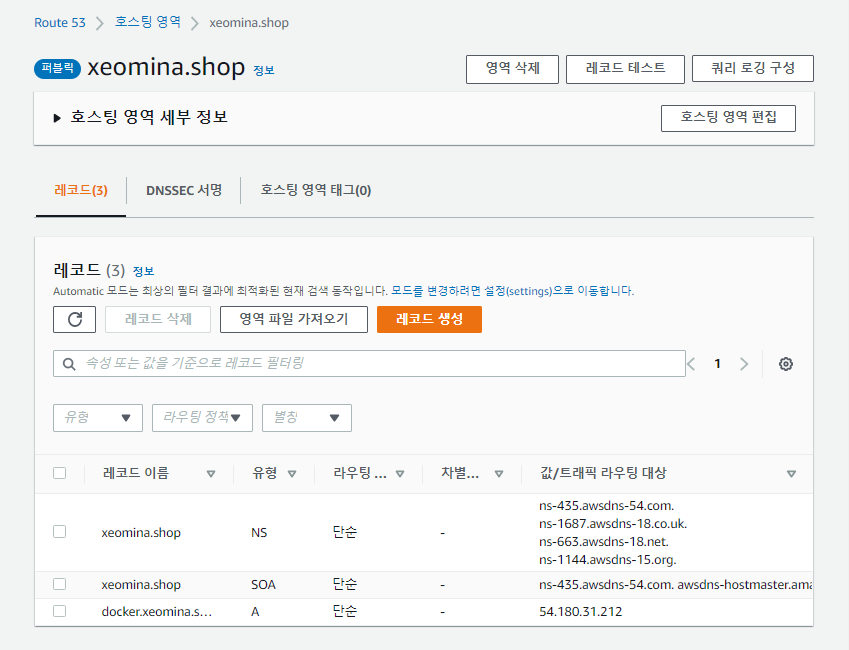 Route 53 > 호스팅 영역 > xeomina.shop
퍼블릭 xeomina.shop 정보
영역 삭제 레코드 테스트 쿼리 로깅 구성
호스팅 영역 세부 정보 호스팅 영역 편집
레코드(3) DNSSEC 서명 호스팅 영역 태그(0)
레코드 (3) 정보
Automatic 모드는 최상의 필터 결과에 최적화된 현재 검색 동작입니다. 모드를 변경하려면 설정(settings)으로 이동합니다.
레코드 삭제 영역 파일 가져오기 레코드 생성
속성 또는 값을 기준으로 레코드 필터링 1
유형 라우팅 정책 별칭
레코드 이름 유형 라우팅 ... 차별... 값/트래픽 라우팅 대상
ns-435.awsdns-54.com.
ns-1687.awsdns-18.co.uk.
xeomina.shop NS 단순 -
ns-663.awsdns-18.net.
ns-1144.awsdns-15.org.
xeomina.shop SOA 단순 - ns-435.awsdns-54.com. awsdns-hostmaster.ama
docker.xeomina.s... A 단순 - 54.180.31.212